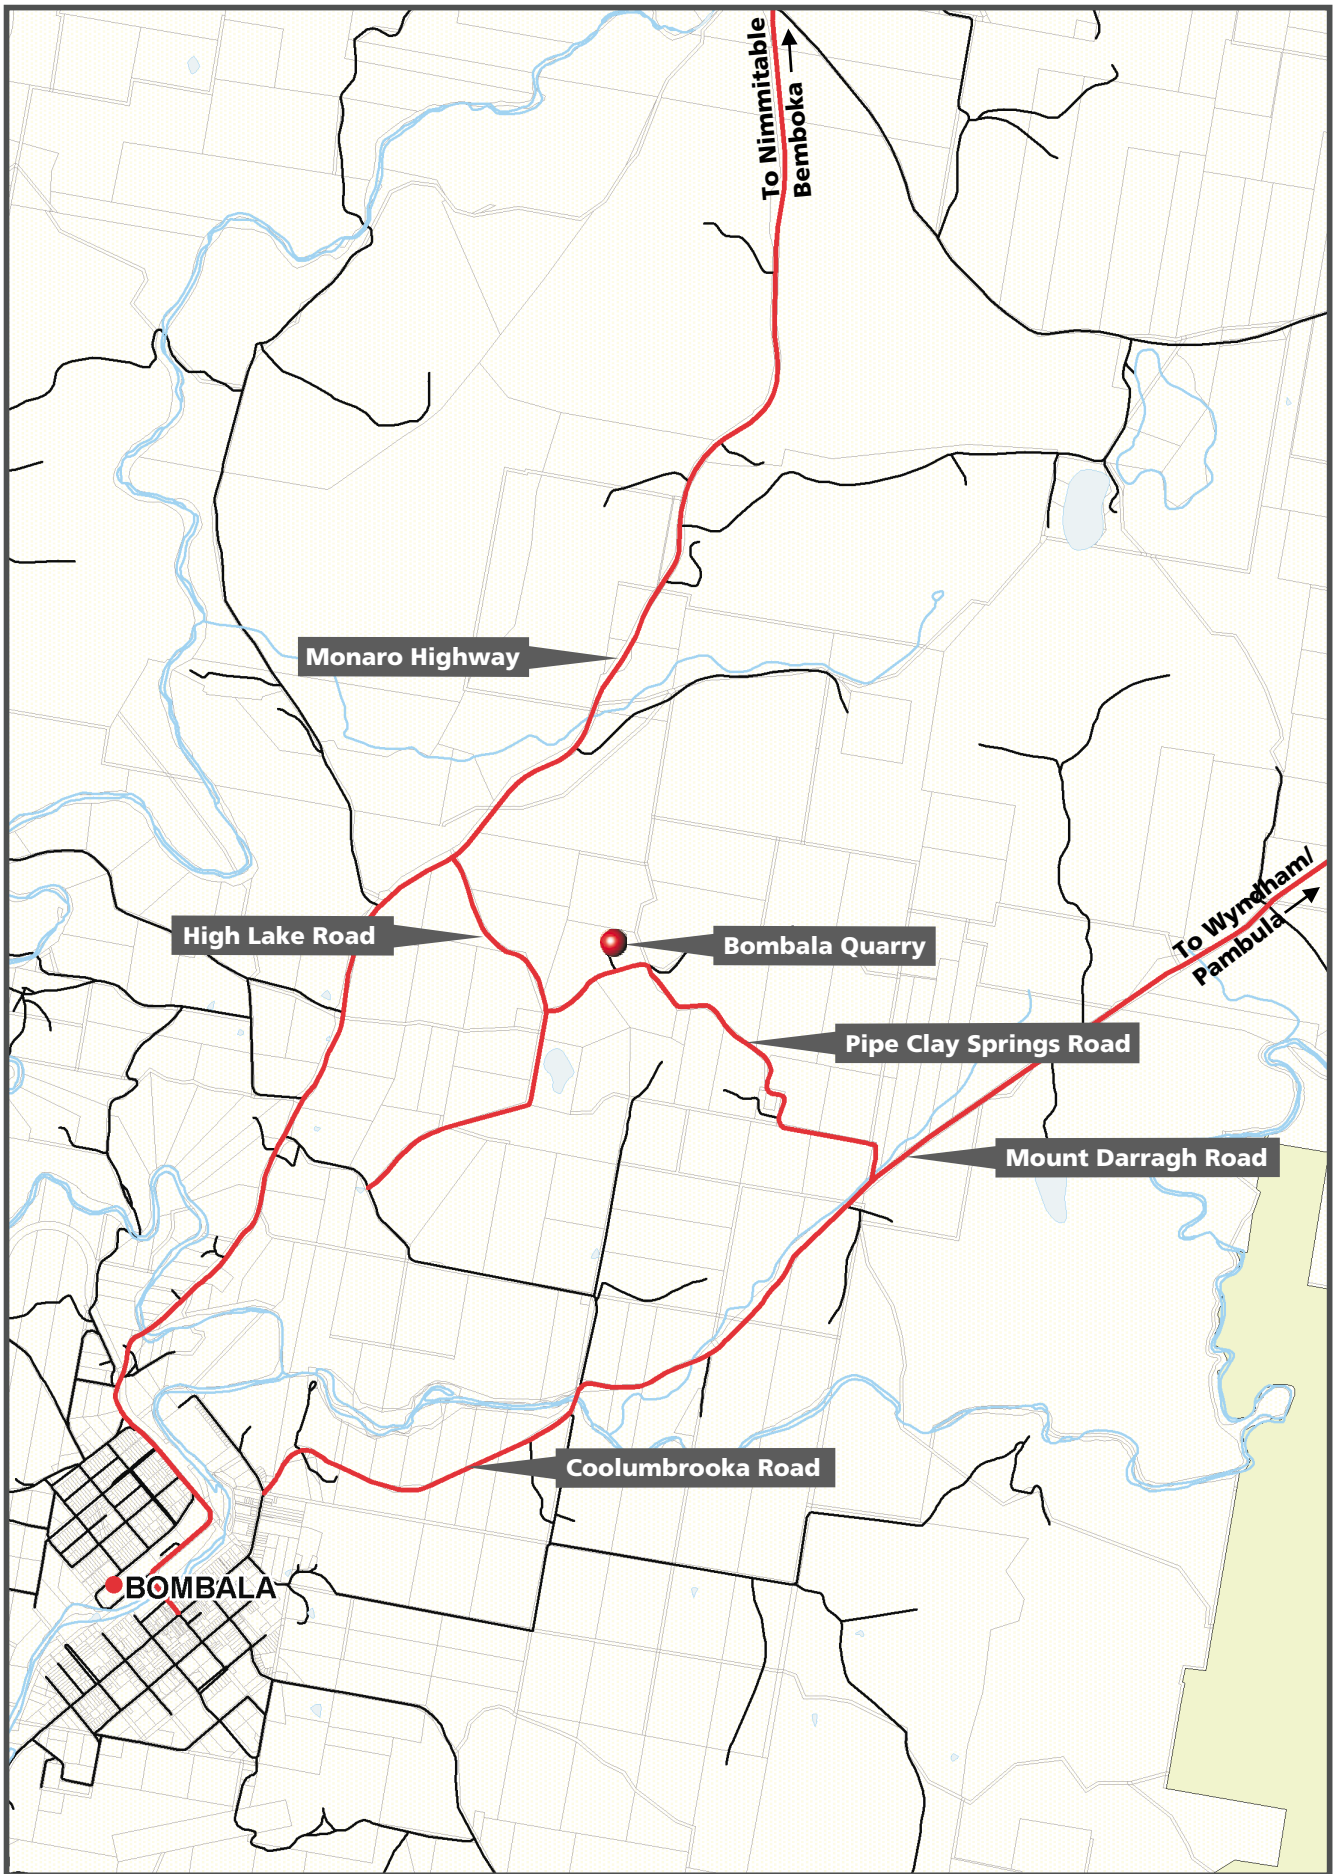 To Nimmitable
Bemboka
Monaro Highway
To Wyndham/
Pambula
High Lake Road
Bombala Quarry
Pipe Clay Springs Road
Mount Darragh Road
Coolumbrooka Road
BOMBALA